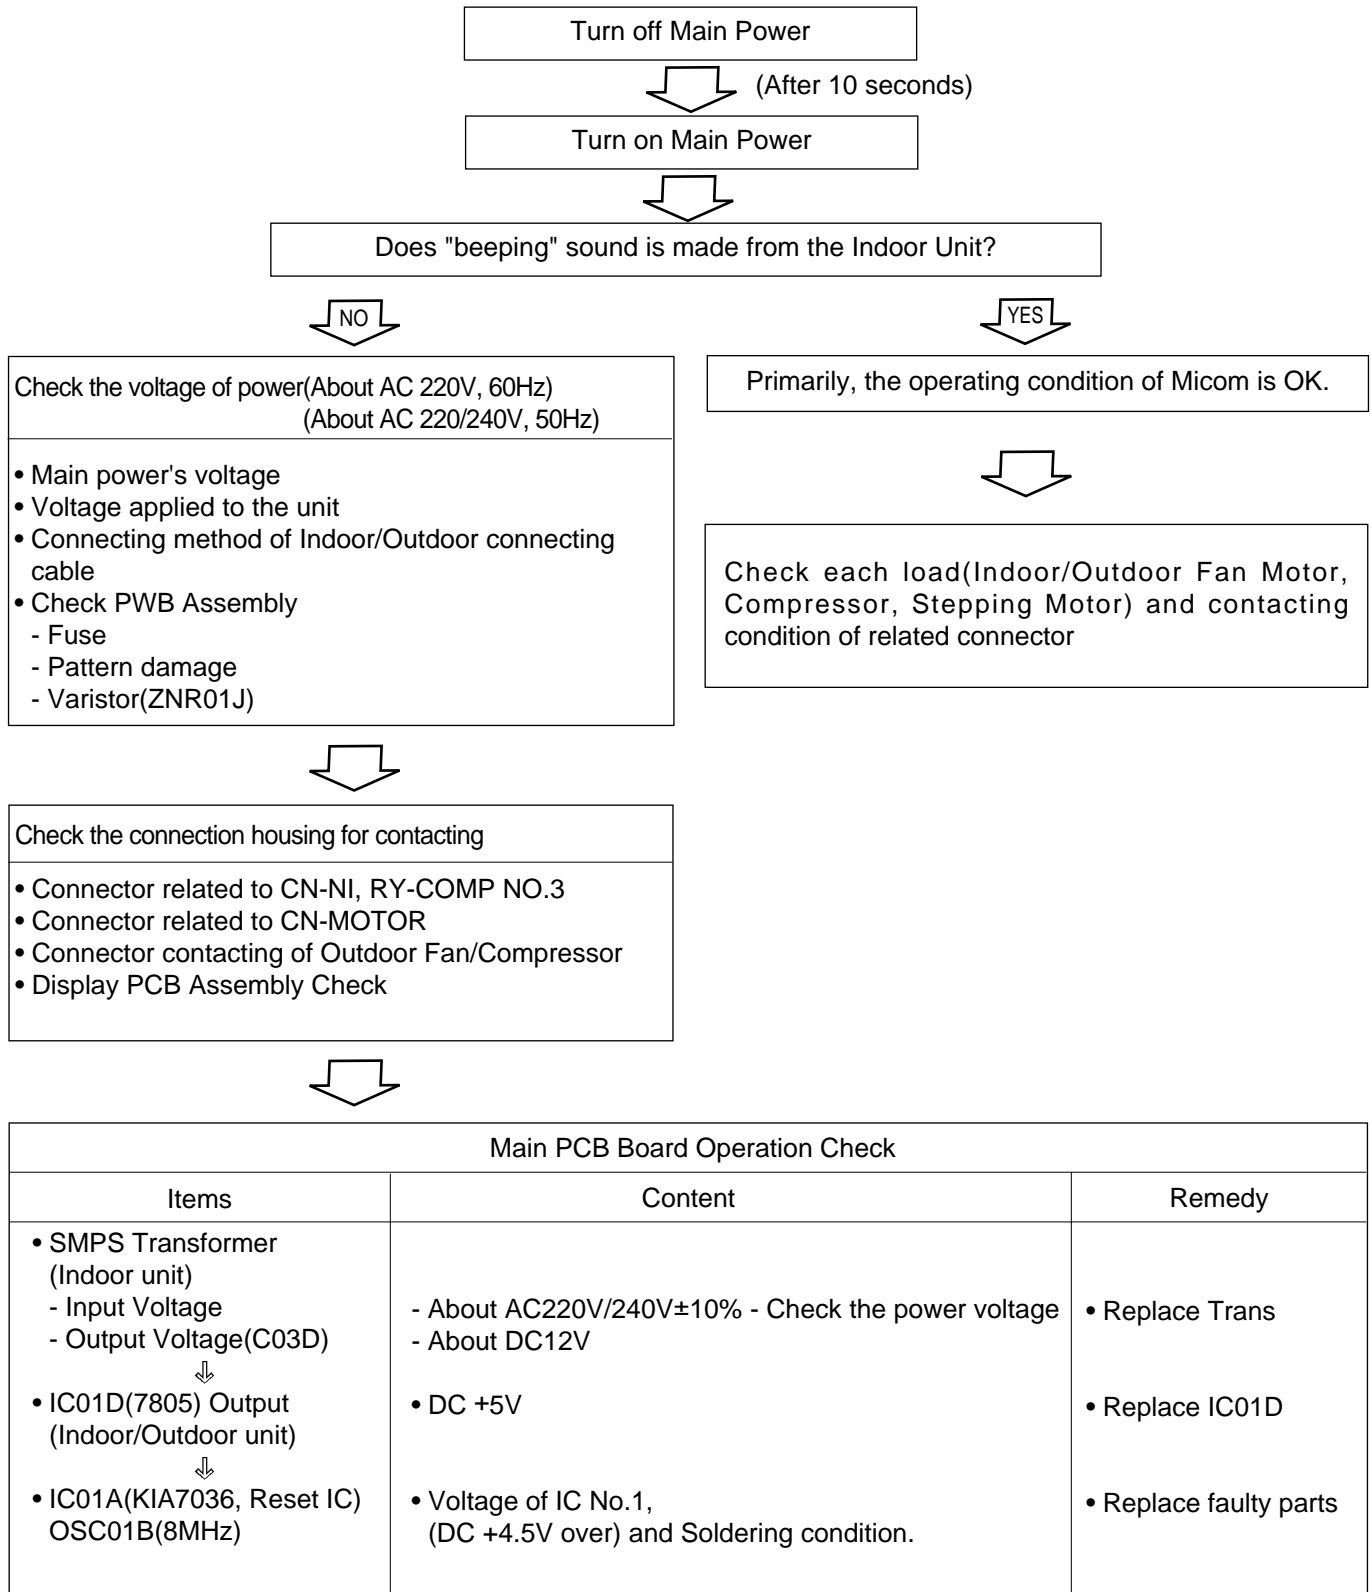 Turn off Main Power
(After 10 seconds)
Turn on Main Power
Does "beeping" sound is made from the Indoor Unit?
NO
YES
Check the voltage of power(About AC 220V, 60Hz)
(About AC 220/240V, 50Hz)
• Main power's voltage
• Voltage applied to the unit
• Connecting method of Indoor/Outdoor connecting
cable
• Check PWB Assembly
- Fuse
- Pattern damage
- Varistor(ZNR01J)
Primarily, the operating condition of Micom is OK.
Check each load(Indoor/Outdoor Fan Motor,
Compressor, Stepping Motor) and contacting
condition of related connector
Check the connection housing for contacting
• Connector related to CN-NI, RY-COMP NO.3
• Connector related to CN-MOTOR
• Connector contacting of Outdoor Fan/Compressor
• Display PCB Assembly Check
Main PCB Board Operation Check
Items
Content
Remedy
• SMPS Transformer
(Indoor unit)
- Input Voltage
- Output Voltage(C03D)
- About AC220V/240V±10% - Check the power voltage
- About DC12V
• Replace Trans
• IC01D(7805) Output
(Indoor/Outdoor unit)
• DC +5V
• Replace IC01D
• IC01A(KIA7036, Reset IC)
OSC01B(8MHz)
• Voltage of IC No.1,
(DC +4.5V over) and Soldering condition.
• Replace faulty parts